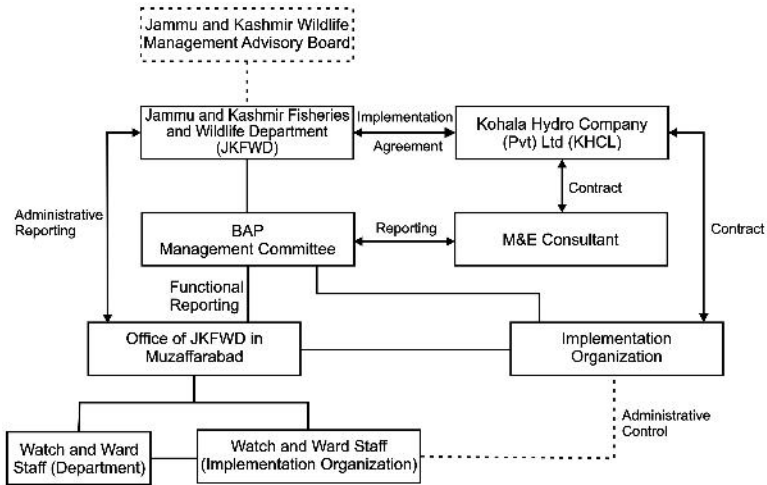 Jammu and Kashmir Wildlife
Management Advisory Board
Jammu and Kashmir Fisheries
and Wildlife Department
(JKFWD)
Implementation
Agreement
Kohala Hydro Company
(Pvt) Ltd (KHCL)
Administrative
Reporting
Contract
Contract
BAP
Management Committee
Reporting
M&E Consultant
Functional
Reporting
Office of JKFWD in
Muzaffarabad
Implementation
Organization
Administrative
Control
Watch and Ward
Staff (Department)
Watch and Ward Staff
(Implementation Organization)